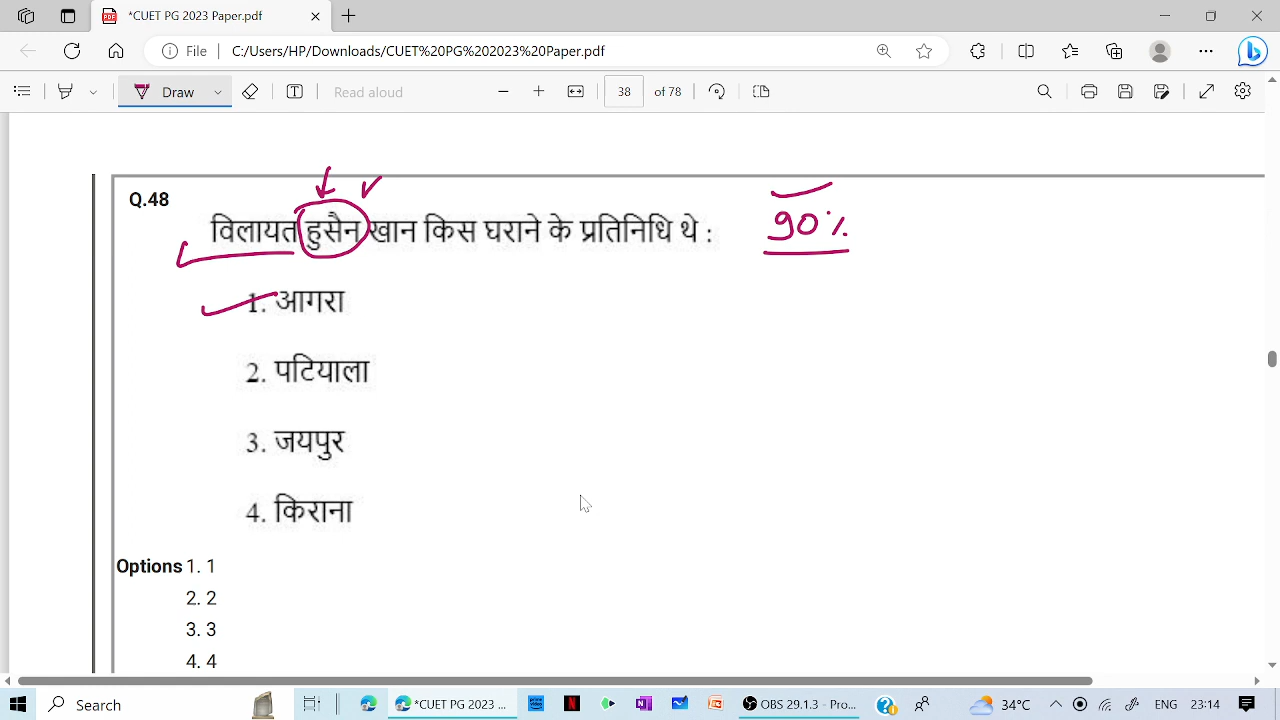 *CUET PG 2023 Paper.pdf
File C:/Users/HP/Downloads/CUET%20PG%202023%20Paper.pdf
Draw Read aloud 38 of 78
Q.48
विलायत हुसैन खान किस घराने के प्रतिनिधि थे :
90%
1. आगरा
2. पटियाला
3. जयपुर
4. किराना
Options 1. 1
2. 2
3. 3
4. 4
Search *CUET PG 2023 ... OBS 29.1.3 - Pro... 34°C ENG 23:14